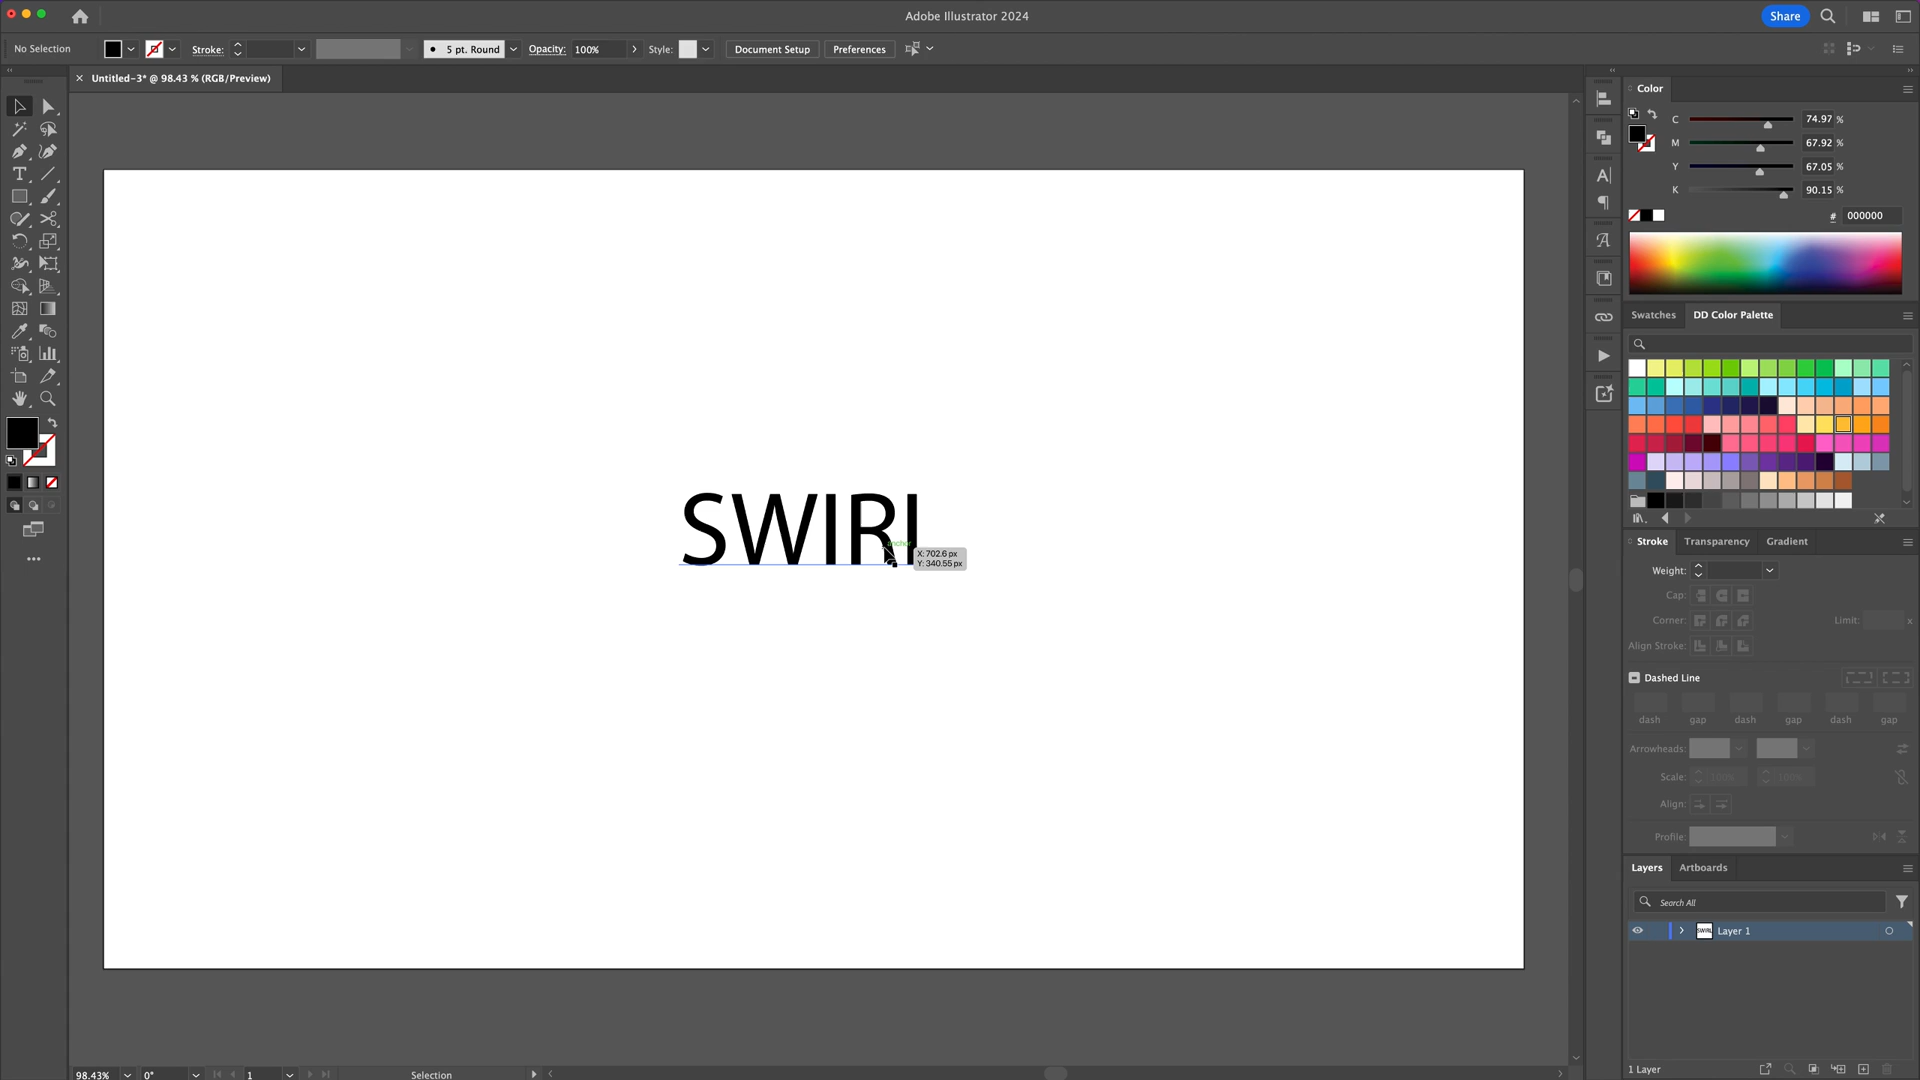 Adobe Illustrator 2024
Share
No Selection
Stroke:
5 pt. Round
Opacity:
100%
Style:
Document Setup
Preferences
Untitled-3* @ 98.43 % (RGB/Preview)
Color
C
74.97 %
M
67.92 %
Y
67.05 %
K
90.15 %
# 000000
Swatches
DD Color Palette
SWIRL
anchor
X: 702.6 px
Y: 340.55 px
Stroke
Transparency
Gradient
Weight:
Cap:
Corner:
Limit:
x
Align Stroke:
Dashed Line
dash
gap
dash
gap
dash
gap
Arrowheads:
Scale:
100%
100%
Align:
Profile:
Layers
Artboards
Search All
Layer 1
1 Layer
98.43%
0°
1
Selection